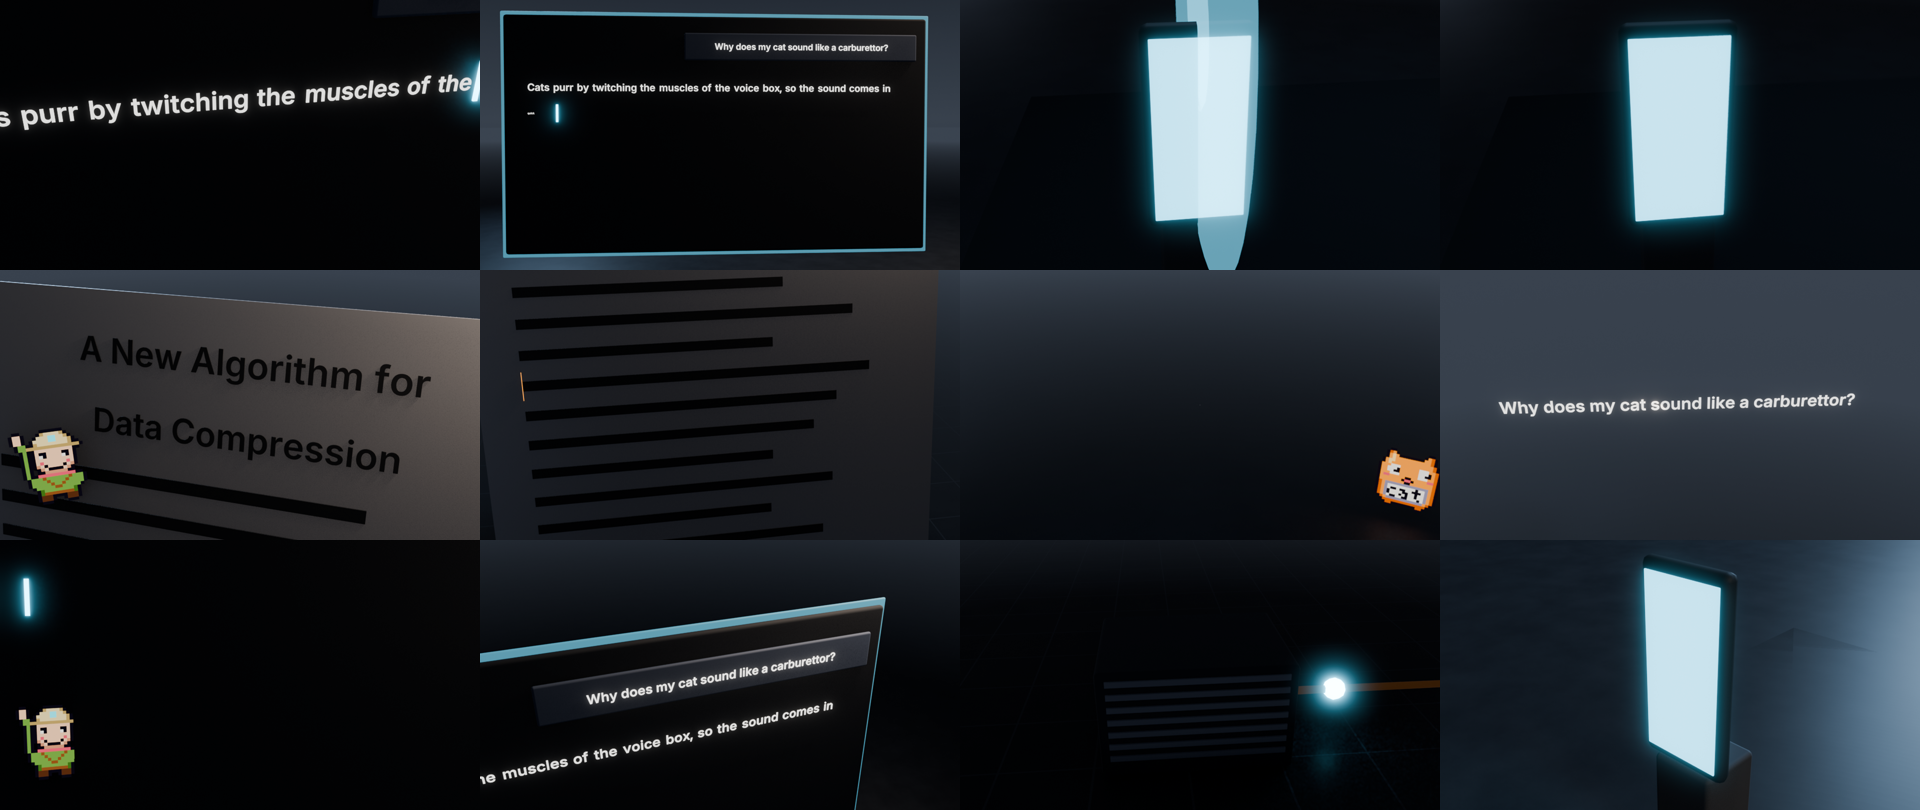 s purr by twitching the muscles of the
Why does my cat sound like a carburettor?
Cats purr by twitching the muscles of the voice box, so the sound comes in
A New Algorithm for
Data Compression
cat
Why does my cat sound like a carburettor?
Why does my cat sound like a carburettor?
he muscles of the voice box, so the sound comes in